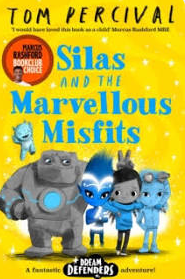 TOM PERCIVAL
'I would have loved this book as a child' Marcus Rashford MBE
MARCUS
RASHFORD
BOOKCLUB
CHOICE
Silas
AND THE
Marvellous
Misfits
A fantastic DREAM DEFENDERS adventure!